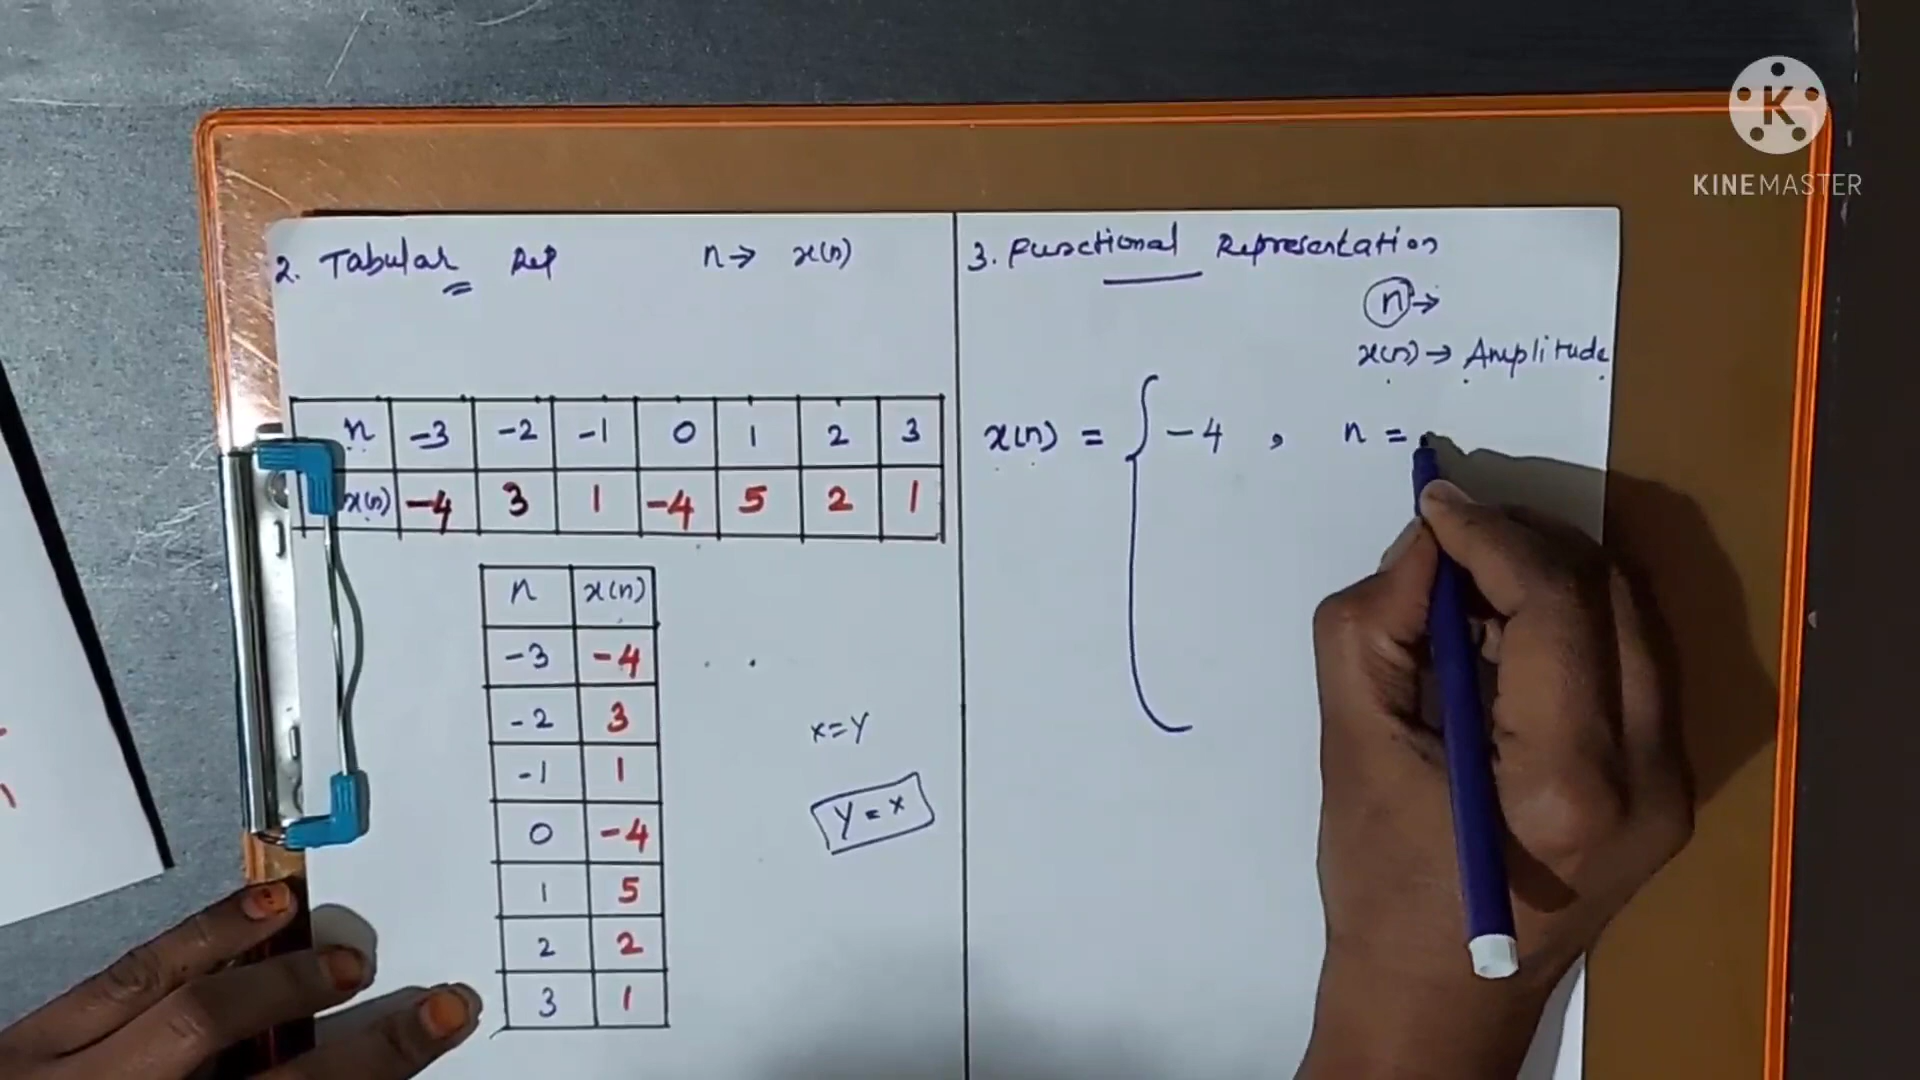 K
KINEMASTER
2. Tabular Rep n→ x(n)
n -3 -2 -1 0 1 2 3
x(n) -4 3 1 -4 5 2 1
n x(n)
-3 -4
-2 3
-1 1
0 -4
1 5
2 2
3 1
x=y
y=x
3. Functional Representation
n→
x(n)→ Amplitude
x(n) = { -4 , n =